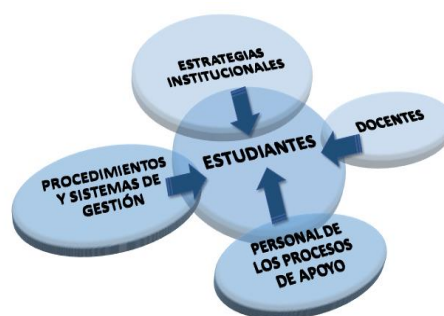 ESTRATEGIAS
INSTITUCIONALES
DOCENTES
ESTUDIANTES
PROCEDIMIENTOS
Y SISTEMAS DE
GESTIÓN
PERSONAL DE
LOS PROCESOS
DE APOYO